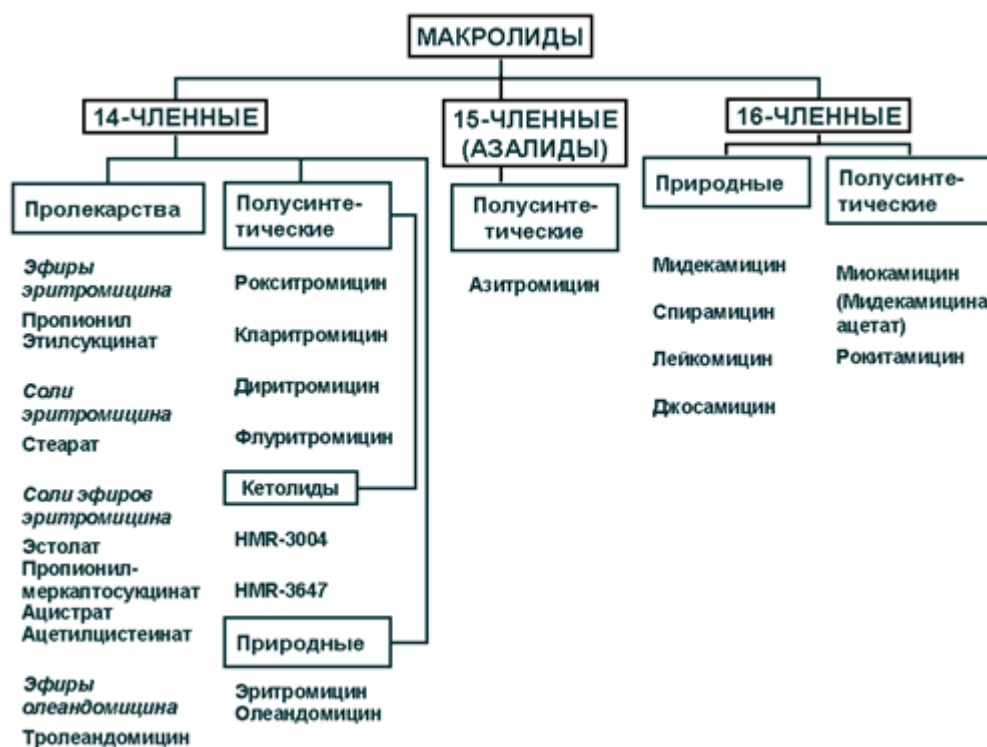 МАКРОЛИДЫ
14-ЧЛЕННЫЕ
15-ЧЛЕННЫЕ
(АЗАЛИДЫ)
16-ЧЛЕННЫЕ
Пролекарства
Эфиры
эритромицина
Пропионил
Этилсукцинат
Соли
эритромицина
Стеарат
Соли эфиров
эритромицина
Эстолат
Пропионил-
меркаптосукцинат
Ацистрат
Ацетилцистеинат
Эфиры
олеандомицина
Тролеандомицин
Полусинте-
тические
Рокситромицин
Кларитромицин
Диритромицин
Флуритромицин
Кетолиды
HMR-3004
HMR-3647
Природные
Эритромицин
Олеандомицин
Полусинте-
тические
Азитромицин
Природные
Мидекамицин
Спирамицин
Лейкомицин
Джосамицин
Полусинте-
тические
Миокамицин
(Мидекамицина
ацетат)
Рокитамицин